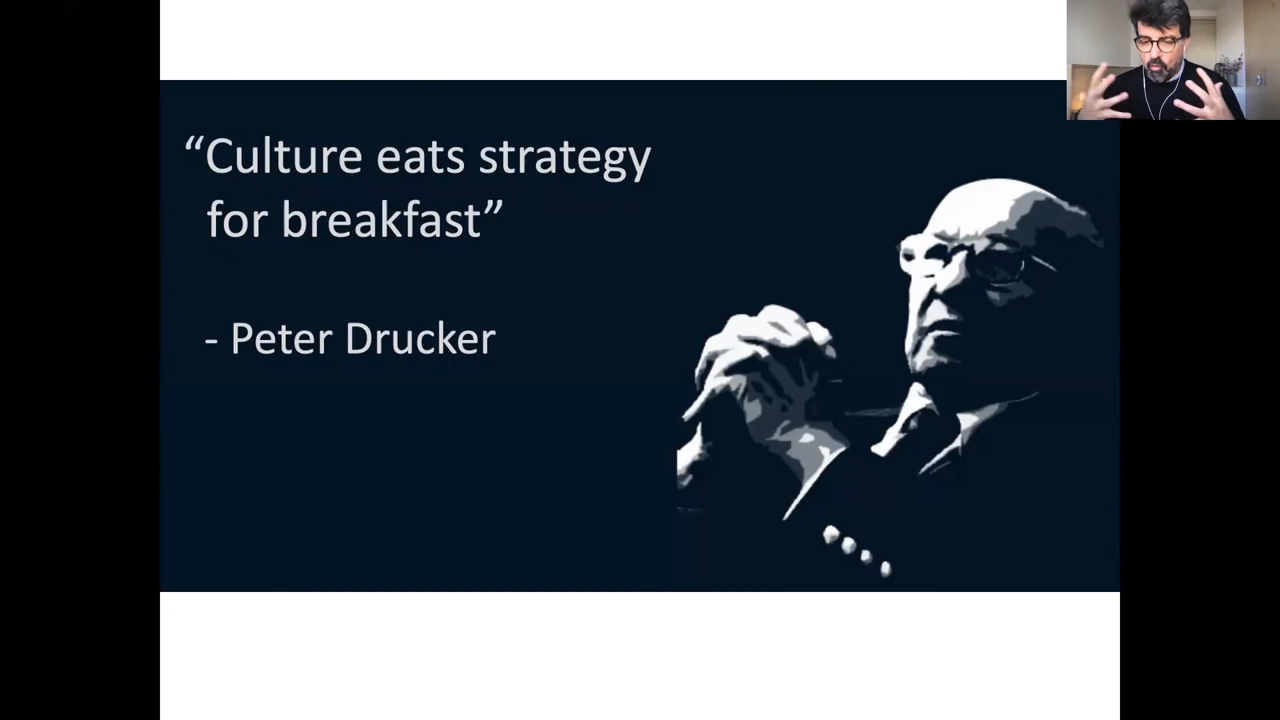 “Culture eats strategy
for breakfast”
- Peter Drucker